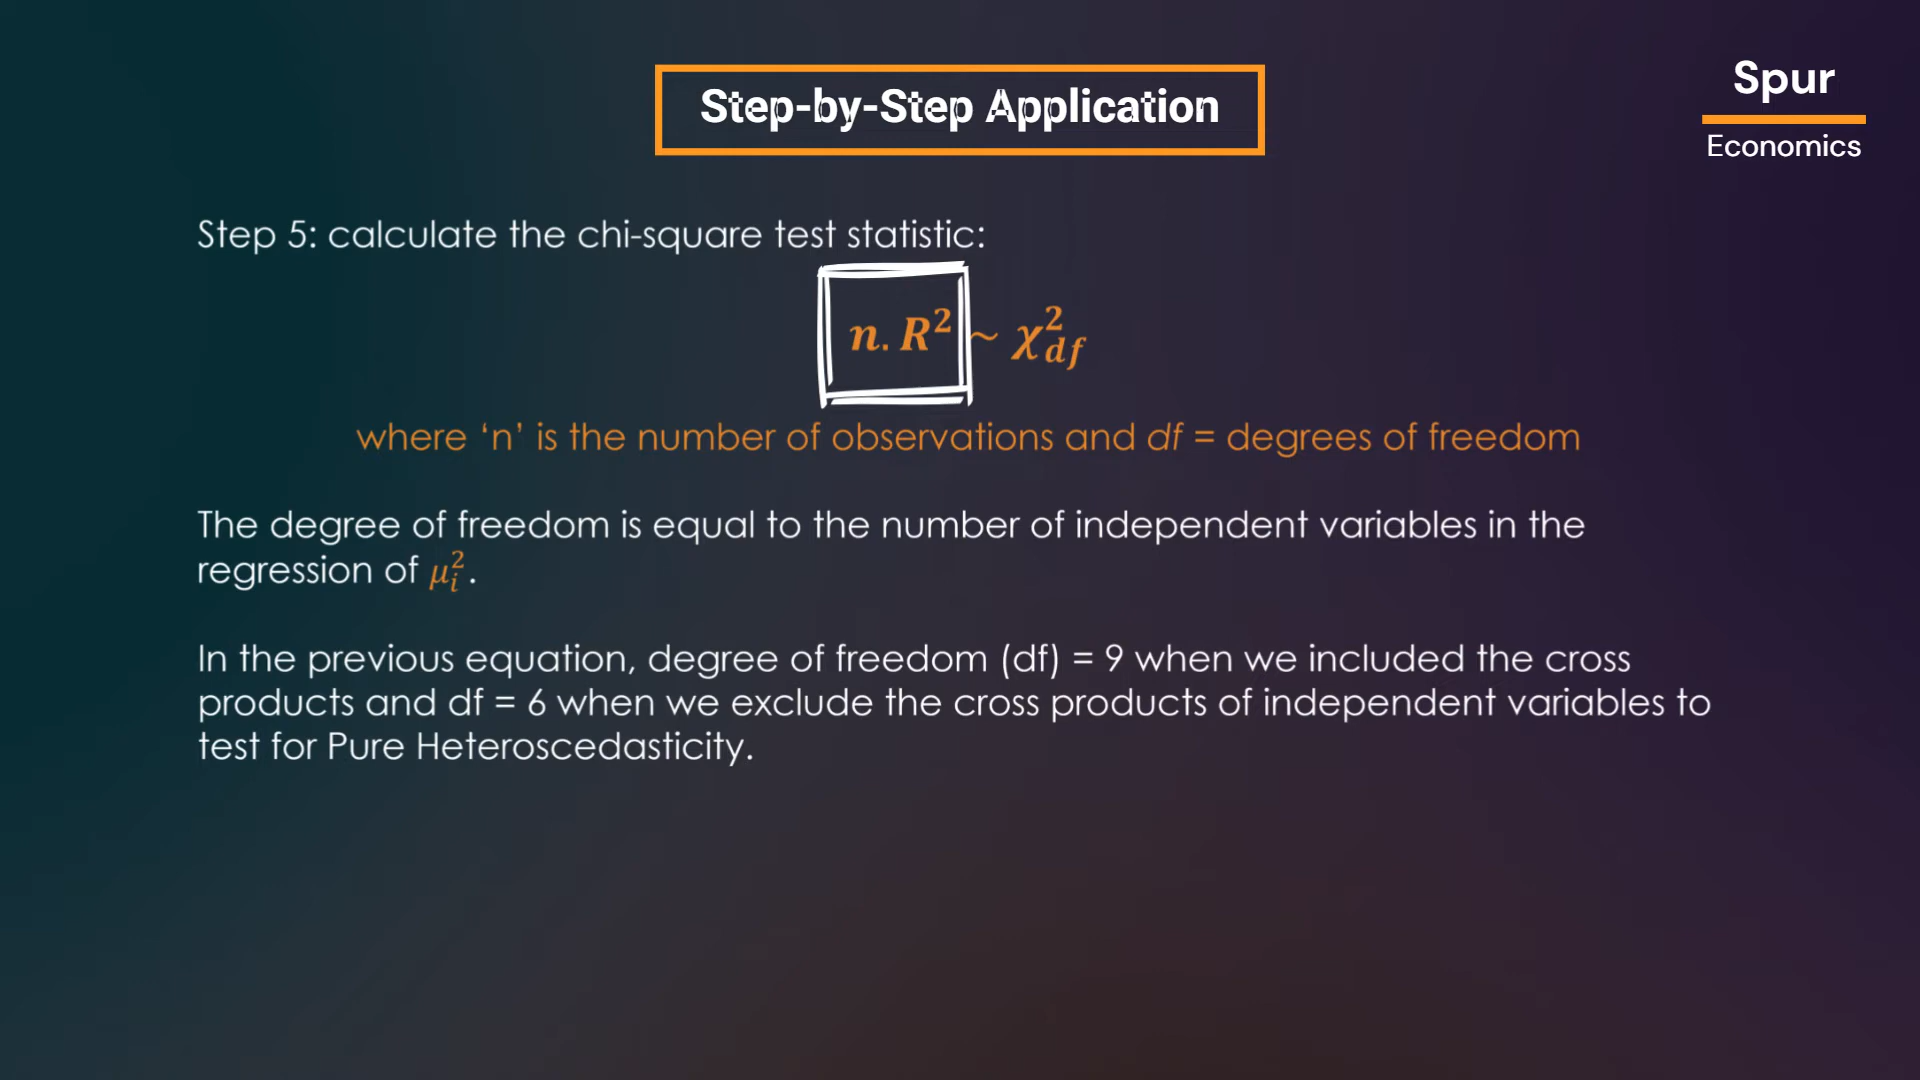 Step-by-Step Application
Spur
Economics
Step 5: calculate the chi-square test statistic:
n. R² ~ χ²df
where ‘n’ is the number of observations and df = degrees of freedom
The degree of freedom is equal to the number of independent variables in the
regression of μᵢ².
In the previous equation, degree of freedom (df) = 9 when we included the cross
products and df = 6 when we exclude the cross products of independent variables to
test for Pure Heteroscedasticity.